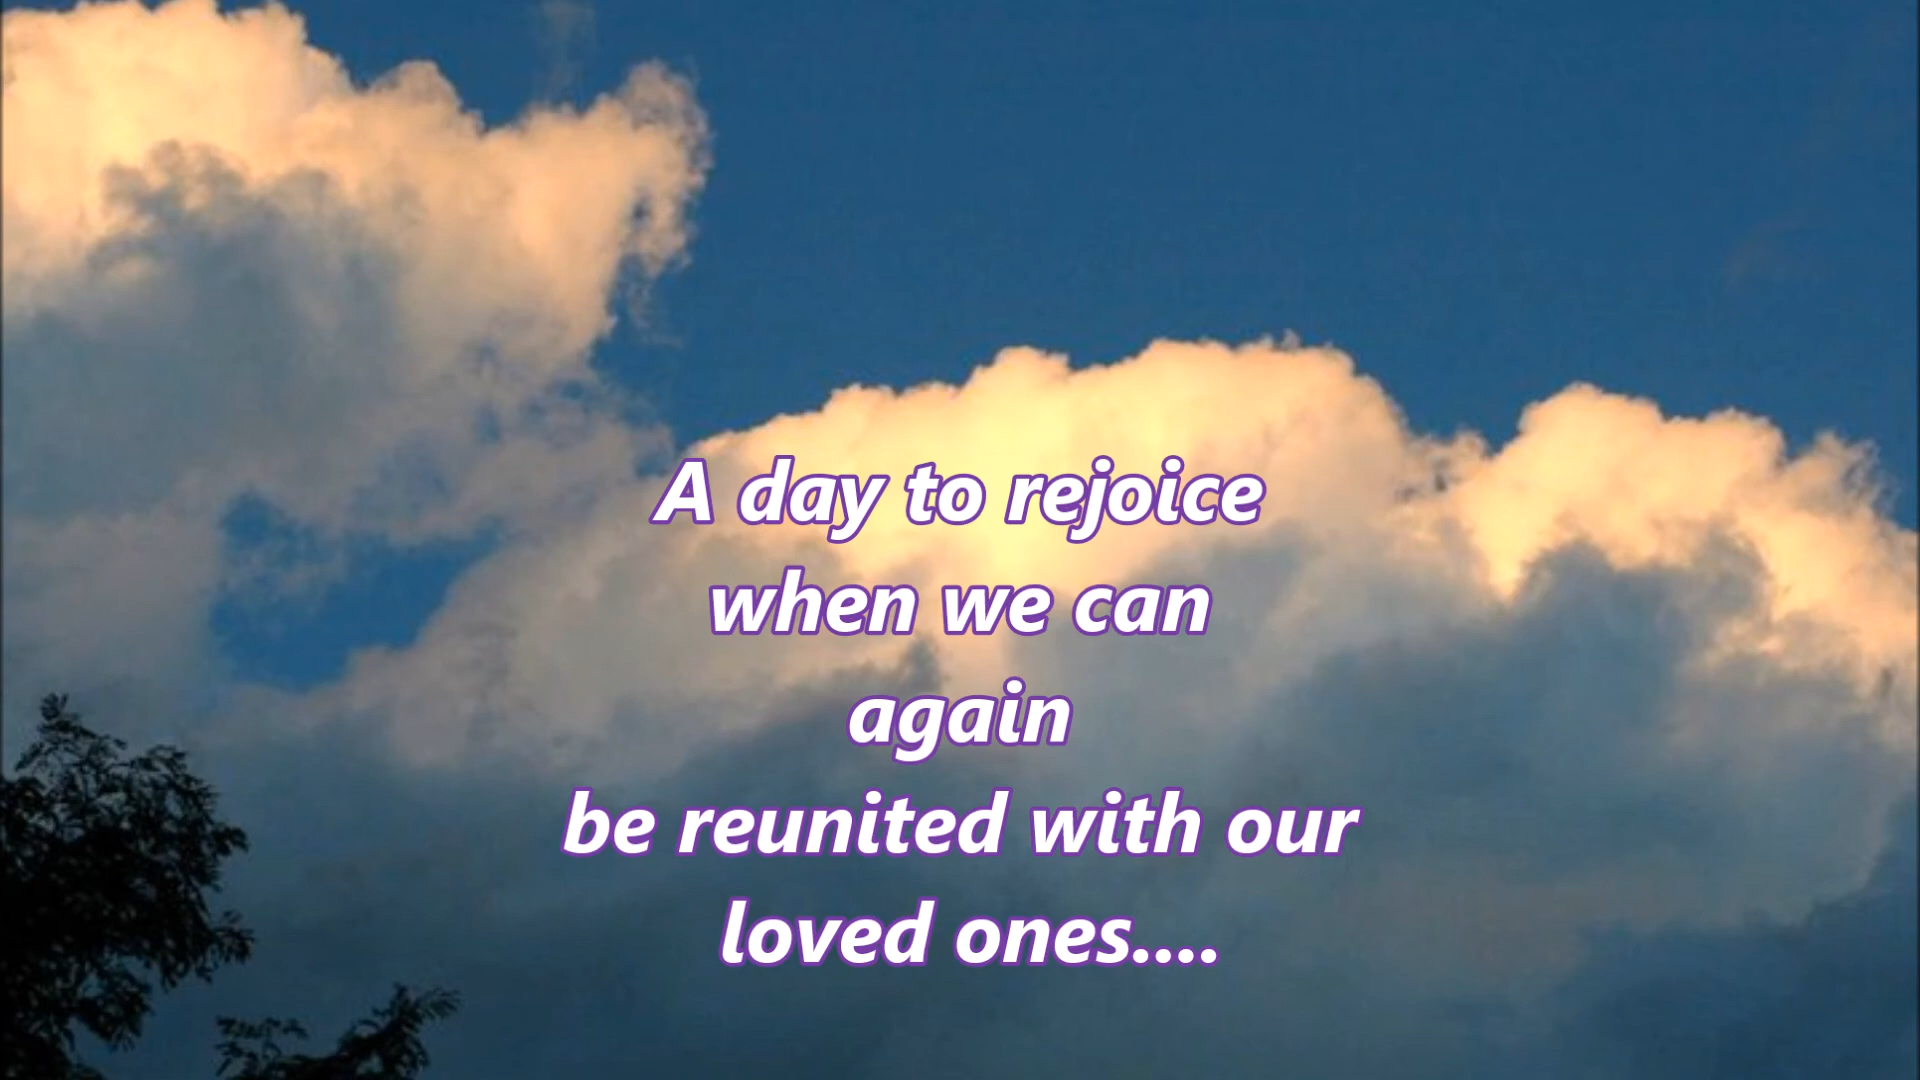 A day to rejoice
when we can
again
be reunited with our
loved ones....